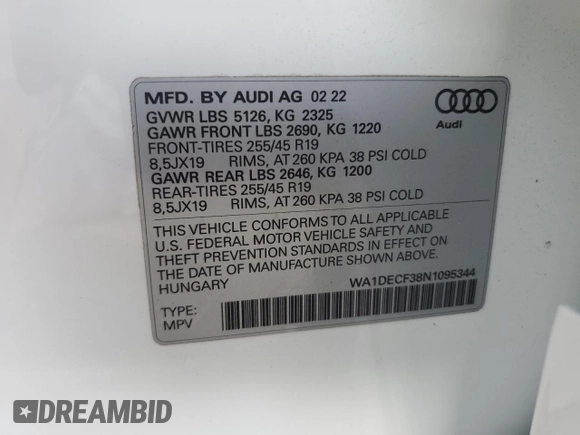 MFD. BY AUDI AG 02 22
GVWR LBS 5126, KG 2325
GAWR FRONT LBS 2690, KG 1220
FRONT-TIRES 255/45 R19
8,5JX19 RIMS, AT 260 KPA 38 PSI COLD
GAWR REAR LBS 2646, KG 1200
REAR-TIRES 255/45 R19
8,5JX19 RIMS, AT 260 KPA 38 PSI COLD
Audi
THIS VEHICLE CONFORMS TO ALL APPLICABLE
U.S. FEDERAL MOTOR VEHICLE SAFETY AND
THEFT PREVENTION STANDARDS IN EFFECT ON
THE DATE OF MANUFACTURE SHOWN ABOVE.
HUNGARY
WA1DECF38N1095344
TYPE:
MPV
DREAMBID